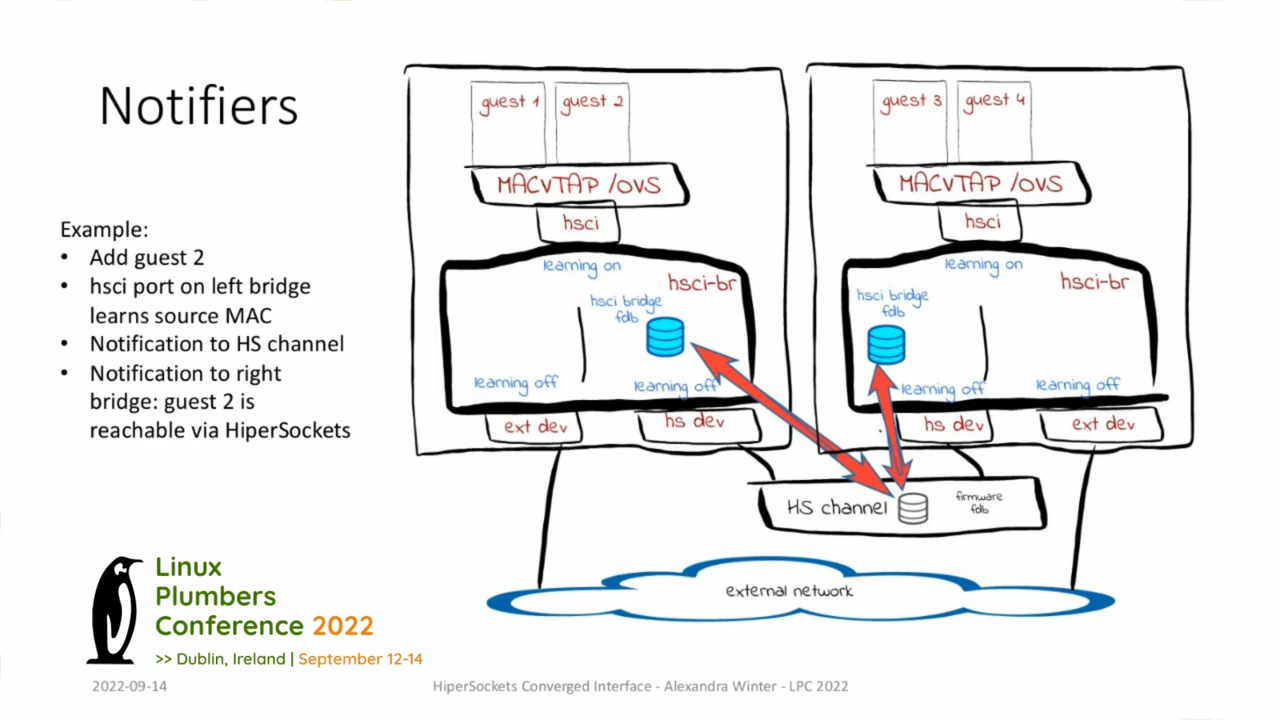 Notifiers
Example:
• Add guest 2
• hsci port on left bridge
learns source MAC
• Notification to HS channel
• Notification to right
bridge: guest 2 is
reachable via HiperSockets
guest 1
guest 2
MACVTAP /OVS
hsci
learning on
hsci-br
hsci bridge
fdb
learning off
learning off
ext dev
hs dev
guest 3
guest 4
MACVTAP /OVS
hsci
learning on
hsci-br
hsci bridge
fdb
learning off
learning off
hs dev
ext dev
HS channel
firmware
fdb
external network
Linux
Plumbers
Conference 2022
>> Dublin, Ireland | September 12-14
2022-09-14
HiperSockets Converged Interface - Alexandra Winter - LPC 2022